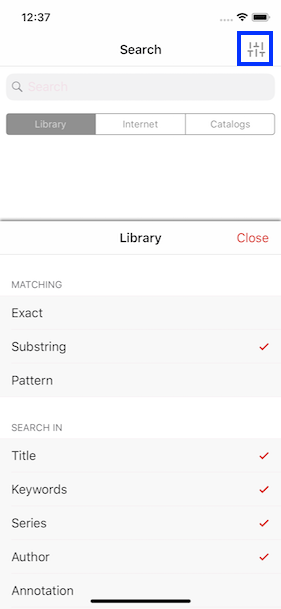 12:37
Search
Search
Library Internet Catalogs
Library Close
MATCHING
Exact
Substring
Pattern
SEARCH IN
Title
Keywords
Series
Author
Annotation